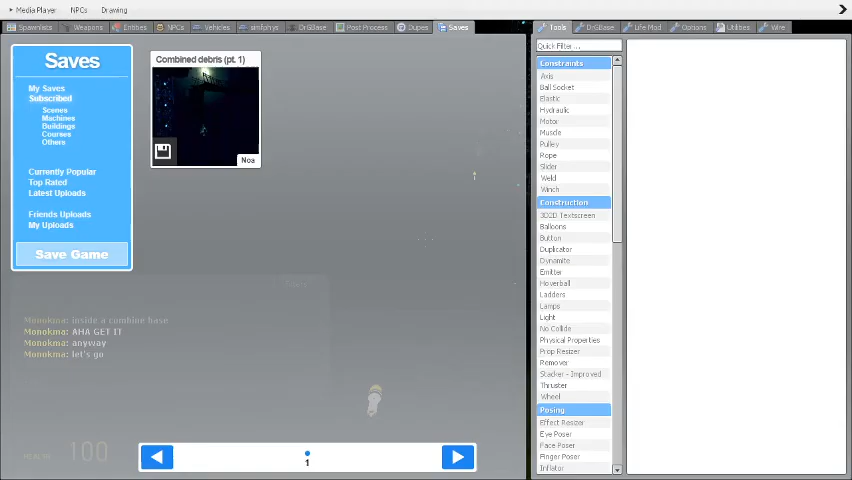 Media Player NPCs Drawing
Spawnlists Weapons Entities NPCs Vehicles simfphys DrGBase Post Process Dupes Saves
Tools DrGBase Life Mod Options Utilities Wire
Saves
My Saves
Subscribed
Scenes
Machines
Buildings
Courses
Others
Currently Popular
Top Rated
Latest Uploads
Friends Uploads
My Uploads
Save Game
Combined debris (pt. 1)
Noa
Monokma: inside a combine base
Monokma: AHA GET IT
Monokma: anyway
Monokma: let's go
HEALTH 100
1
Quick Filter ...
Constraints
Axis
Ball Socket
Elastic
Hydraulic
Motor
Muscle
Pulley
Rope
Slider
Weld
Winch
Construction
3D2D Textscreen
Balloons
Button
Duplicator
Dynamite
Emitter
Hoverball
Ladders
Lamps
Light
No Collide
Physical Properties
Prop Resizer
Remover
Stacker - Improved
Thruster
Wheel
Posing
Effect Resizer
Eye Poser
Face Poser
Finger Poser
Inflator